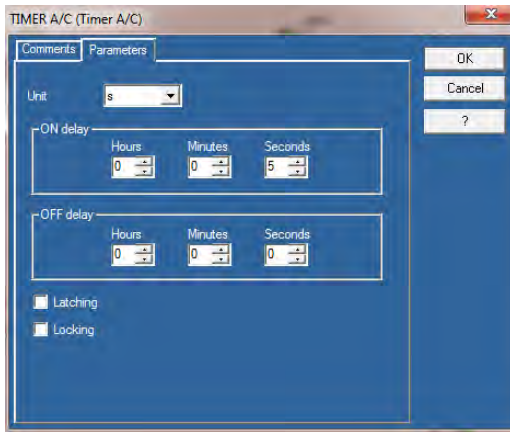 TIMER A/C (Timer A/C)
Comments Parameters
OK
Cancel
?
Unit s
ON delay
Hours Minutes Seconds
0 0 5
OFF delay
Hours Minutes Seconds
0 0 0
Latching
Locking